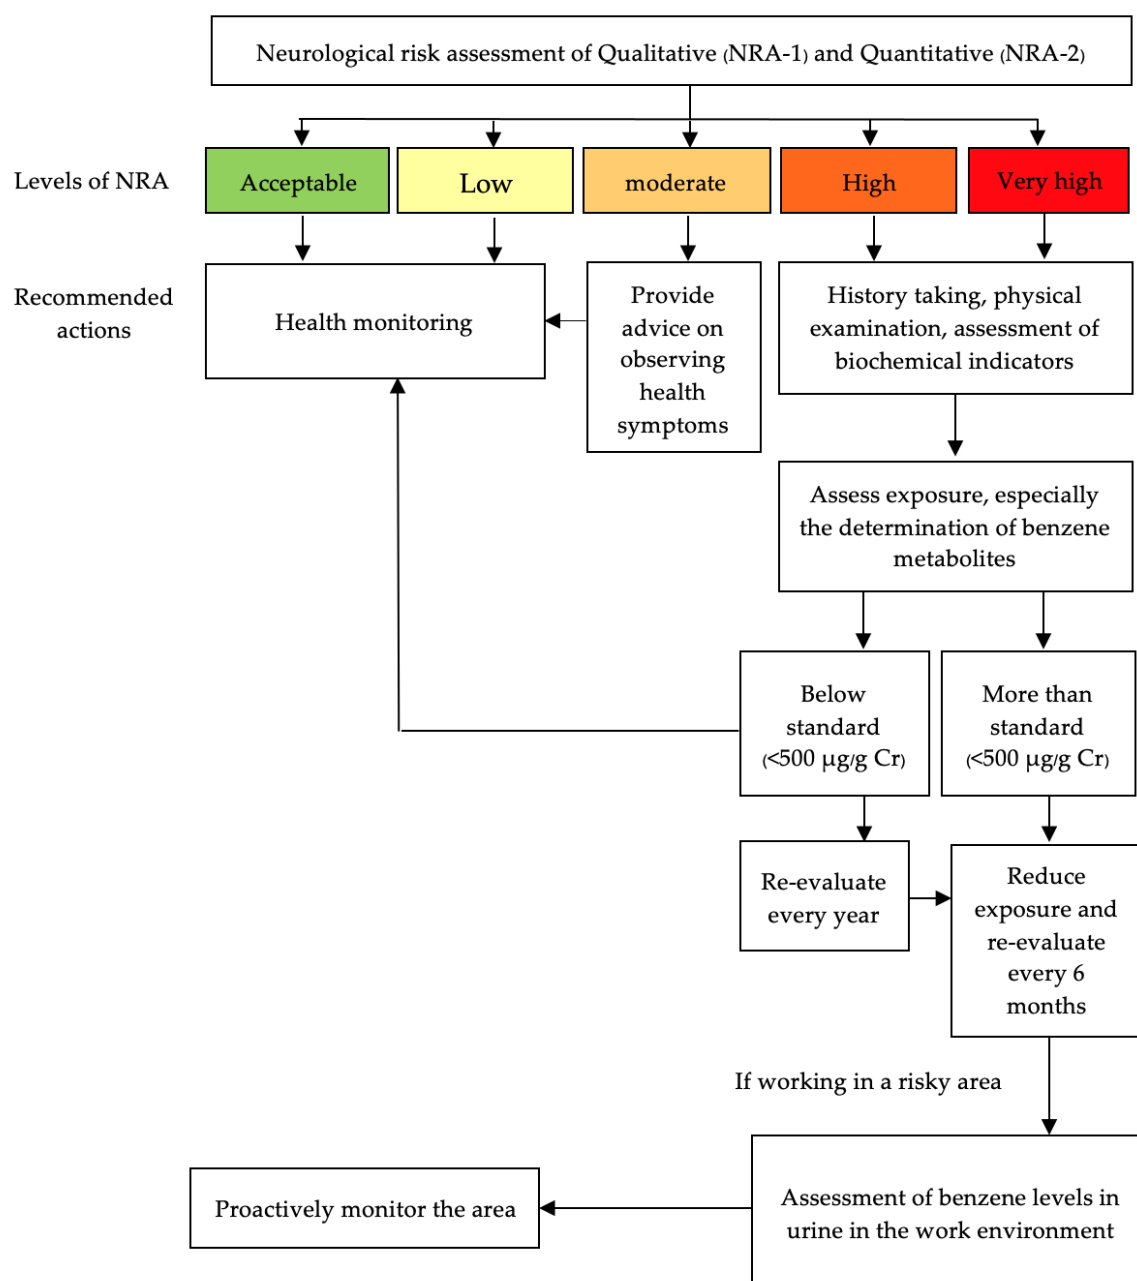 Neurological risk assessment of Qualitative (NRA-1) and Quantitative (NRA-2)
Levels of NRA
Acceptable
Low
moderate
High
Very high
Recommended
actions
Health monitoring
Provide
advice on
observing
health
symptoms
History taking, physical
examination, assessment of
biochemical indicators
Assess exposure, especially
the determination of benzene
metabolites
Below
standard
(<500 µg/g Cr)
More than
standard
(<500 µg/g Cr)
Re-evaluate
every year
Reduce
exposure and
re-evaluate
every 6
months
If working in a risky area
Assessment of benzene levels in
urine in the work environment
Proactively monitor the area